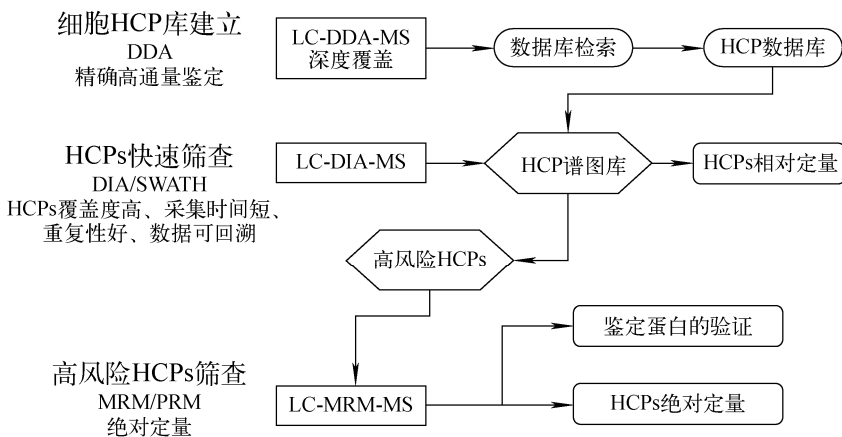 细胞HCP库建立
DDA
精确高通量鉴定
LC-DDA-MS
深度覆盖
数据库检索
HCP数据库
HCPs快速筛查
DIA/SWATH
HCPs覆盖度高、采集时间短、
重复性好、数据可回溯
LC-DIA-MS
HCP谱图库
HCPs相对定量
高风险HCPs
高风险HCPs筛查
MRM/PRM
绝对定量
LC-MRM-MS
鉴定蛋白的验证
HCPs绝对定量